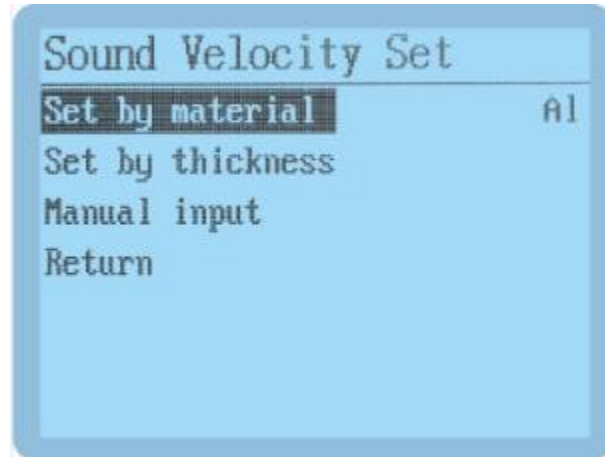 Sound Velocity Set
Set by material Al
Set by thickness
Manual input
Return